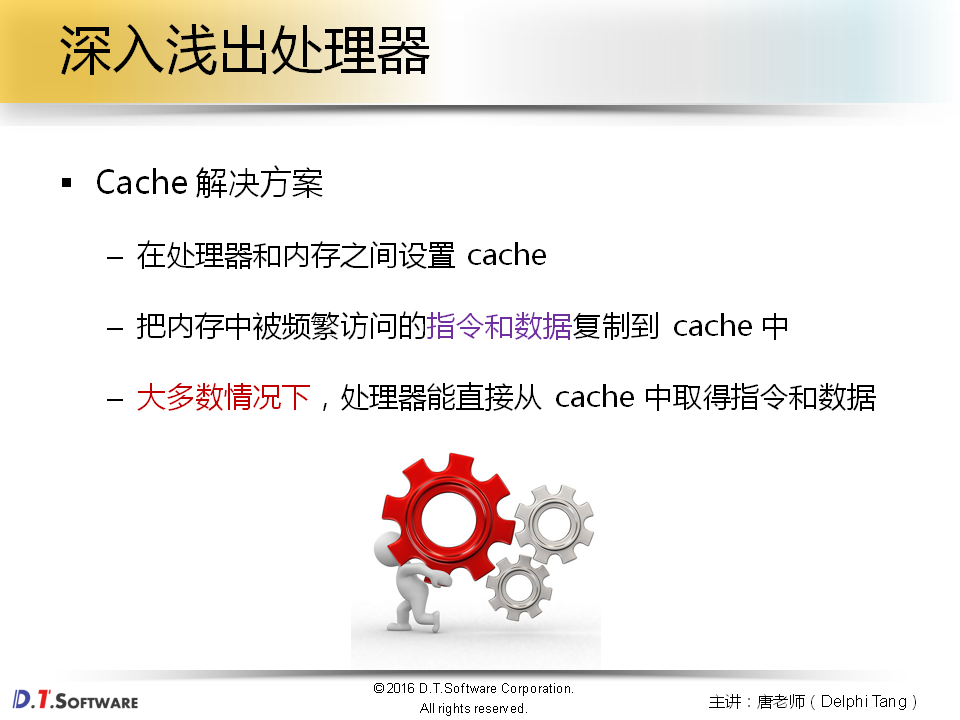 深入浅出处理器
▪ Cache 解决方案
– 在处理器和内存之间设置 cache
– 把内存中被频繁访问的指令和数据复制到 cache 中
– 大多数情况下，处理器能直接从 cache 中取得指令和数据
D.T.SOFTWARE
©2016 D.T.Software Corporation.
All rights reserved.
主讲：唐老师（Delphi Tang）